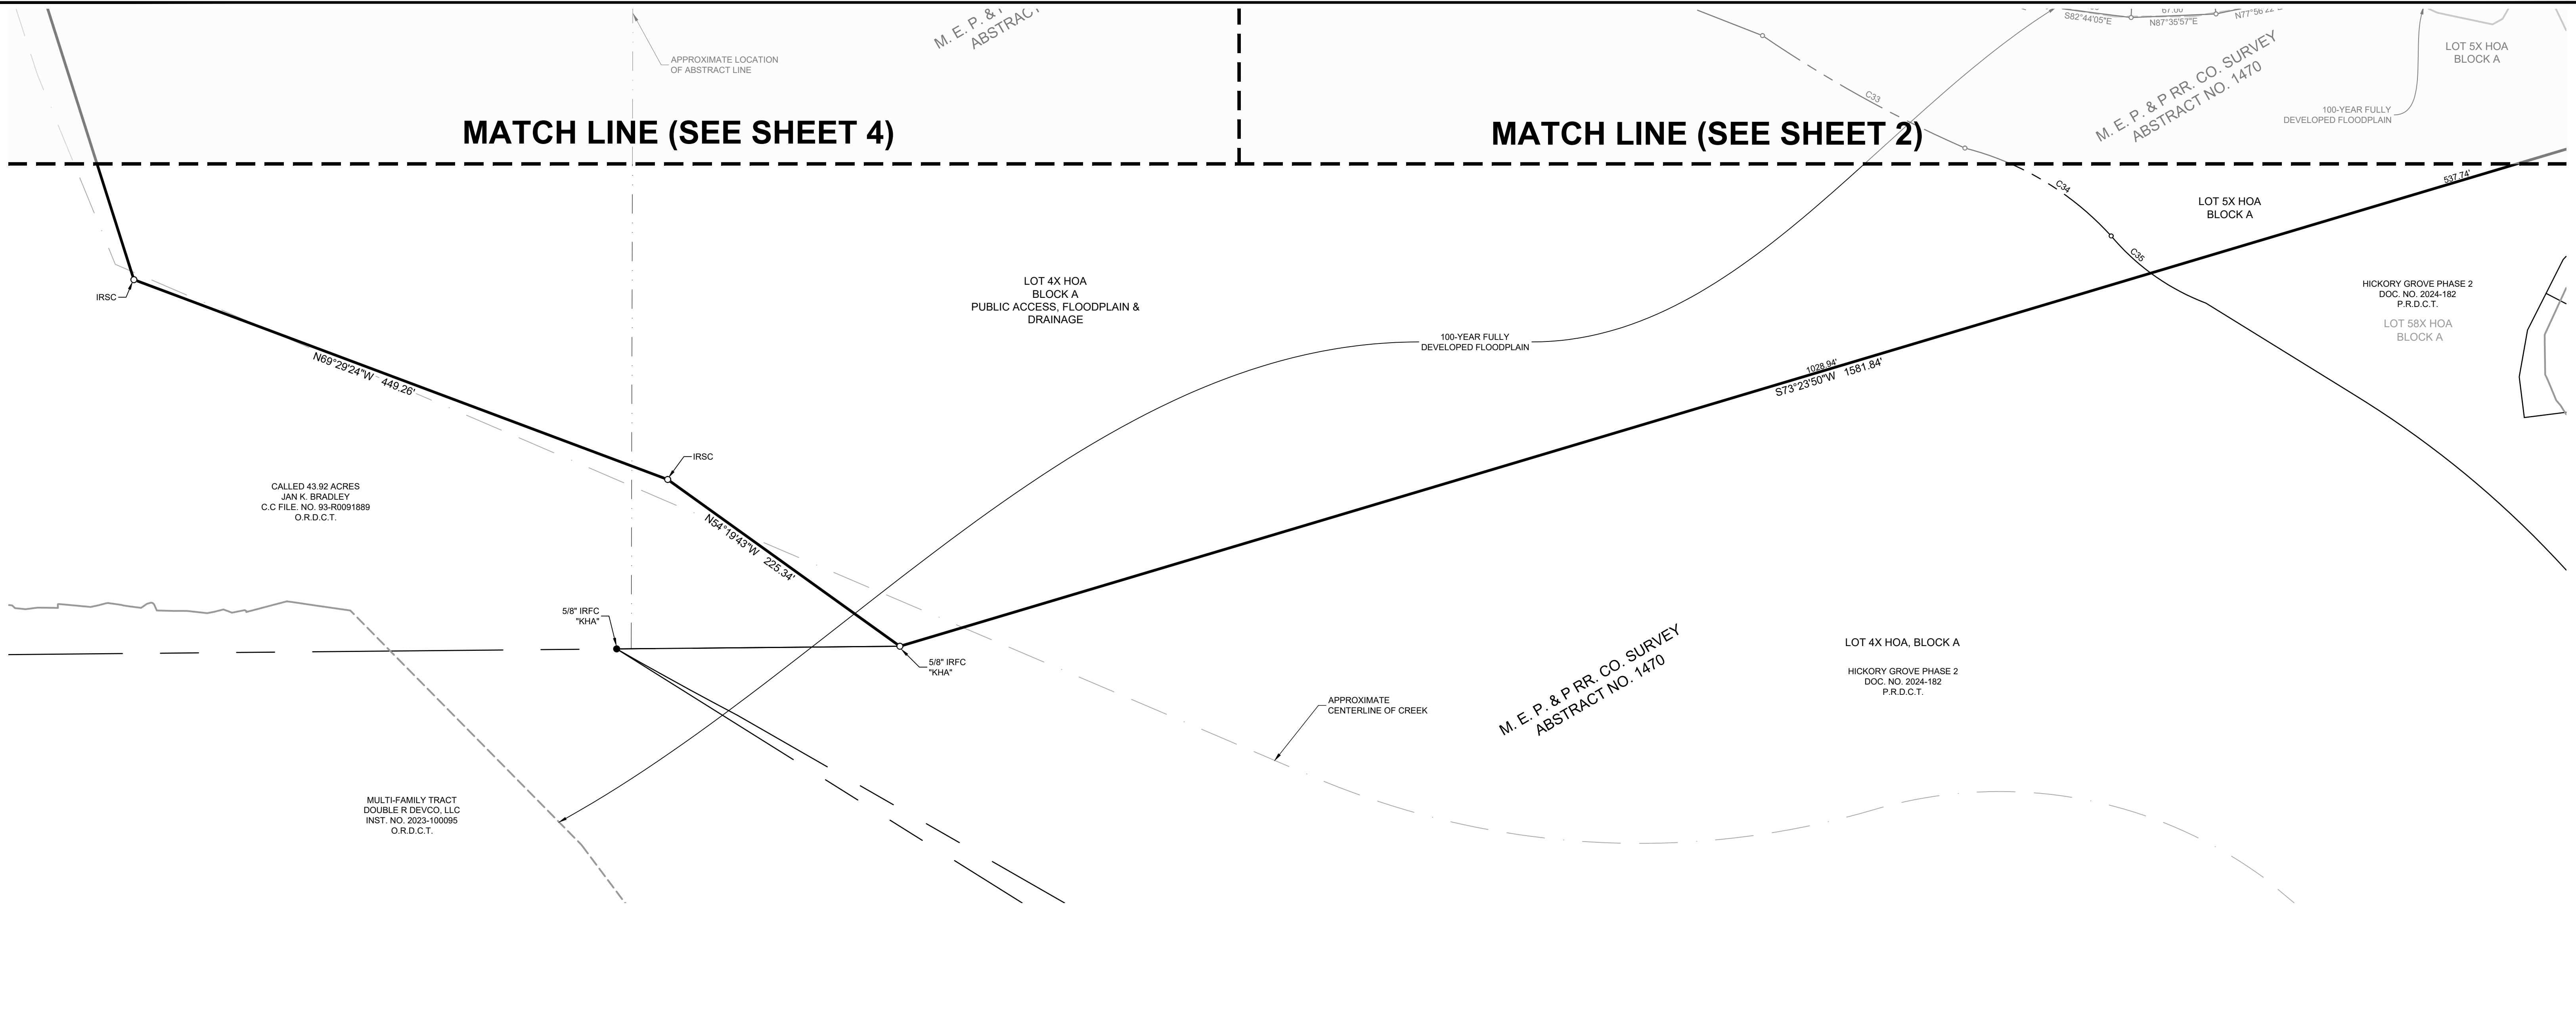 M. E. P. &
ABSTRACT
S82°44'05"E
67.00'
N87°35'57"E
APPROXIMATE LOCATION
OF ABSTRACT LINE
M. E. P. & P RR. CO. SURVEY
ABSTRACT NO. 1470
LOT 5X HOA
BLOCK A
C33
100-YEAR FULLY
DEVELOPED FLOODPLAIN
MATCH LINE (SEE SHEET 4)
MATCH LINE (SEE SHEET 2)
C34
537.74'
LOT 5X HOA
BLOCK A
C35
IRSC
LOT 4X HOA
BLOCK A
PUBLIC ACCESS, FLOODPLAIN &
DRAINAGE
HICKORY GROVE PHASE 2
DOC. NO. 2024-182
P.R.D.C.T.
LOT 58X HOA
BLOCK A
100-YEAR FULLY
DEVELOPED FLOODPLAIN
N69°29'24"W 449.26'
1028.94'
S73°23'50"W 1581.84'
IRSC
CALLED 43.92 ACRES
JAN K. BRADLEY
C.C FILE. NO. 93-R0091889
O.R.D.C.T.
N54°19'43"W 225.34'
5/8" IRFC
"KHA"
5/8" IRFC
"KHA"
M. E. P. & P RR. CO. SURVEY
ABSTRACT NO. 1470
LOT 4X HOA, BLOCK A
HICKORY GROVE PHASE 2
DOC. NO. 2024-182
P.R.D.C.T.
APPROXIMATE
CENTERLINE OF CREEK
MULTI-FAMILY TRACT
DOUBLE R DEVCO, LLC
INST. NO. 2023-100095
O.R.D.C.T.